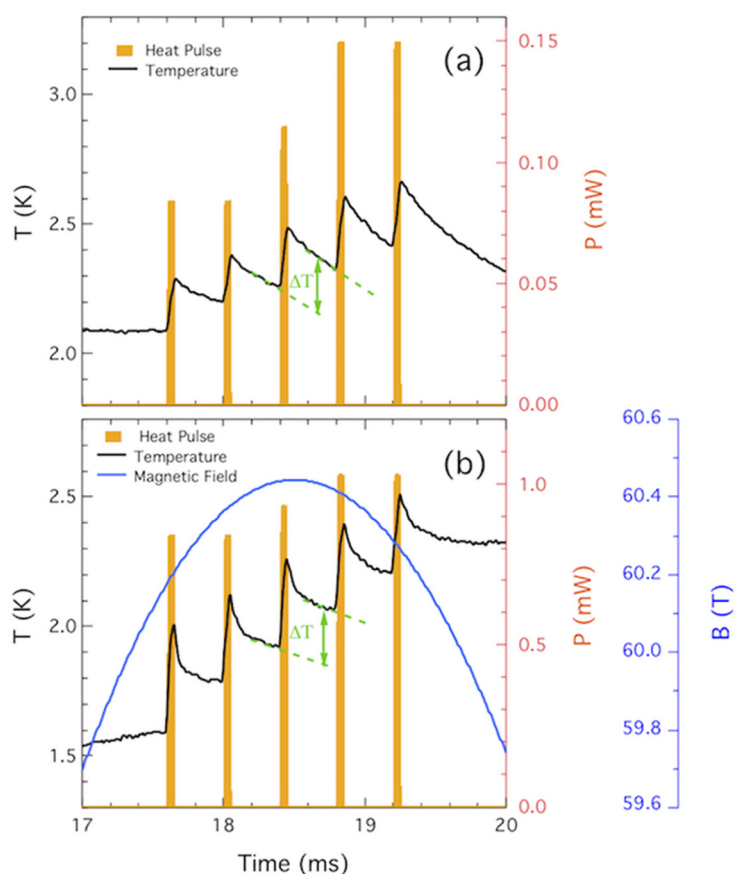 Heat Pulse
Temperature
(a)
3.0
2.5
2.0
T (K)
0.15
0.10
0.05
0.00
P (mW)
ΔT
Heat Pulse
Temperature
Magnetic Field
(b)
2.5
2.0
1.5
T (K)
1.0
0.5
0.0
P (mW)
60.6
60.4
60.2
60.0
59.8
59.6
B (T)
ΔT
17
18
19
20
Time (ms)